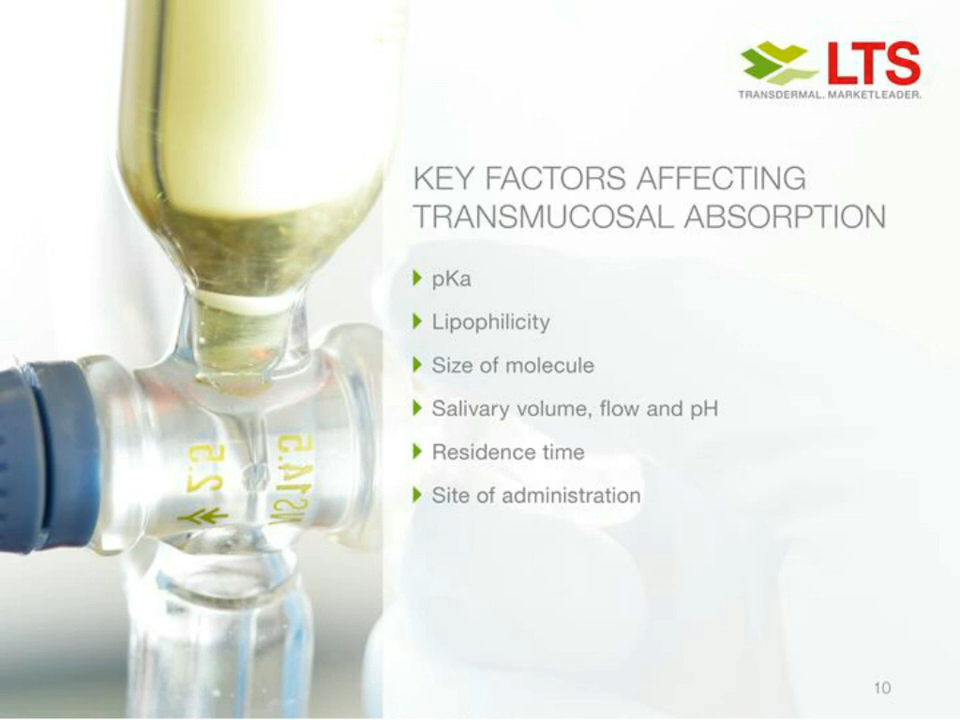 LTS
TRANSDERMAL. MARKETLEADER.
KEY FACTORS AFFECTING
TRANSMUCOSAL ABSORPTION
pKa
Lipophilicity
Size of molecule
Salivary volume, flow and pH
Residence time
Site of administration
10